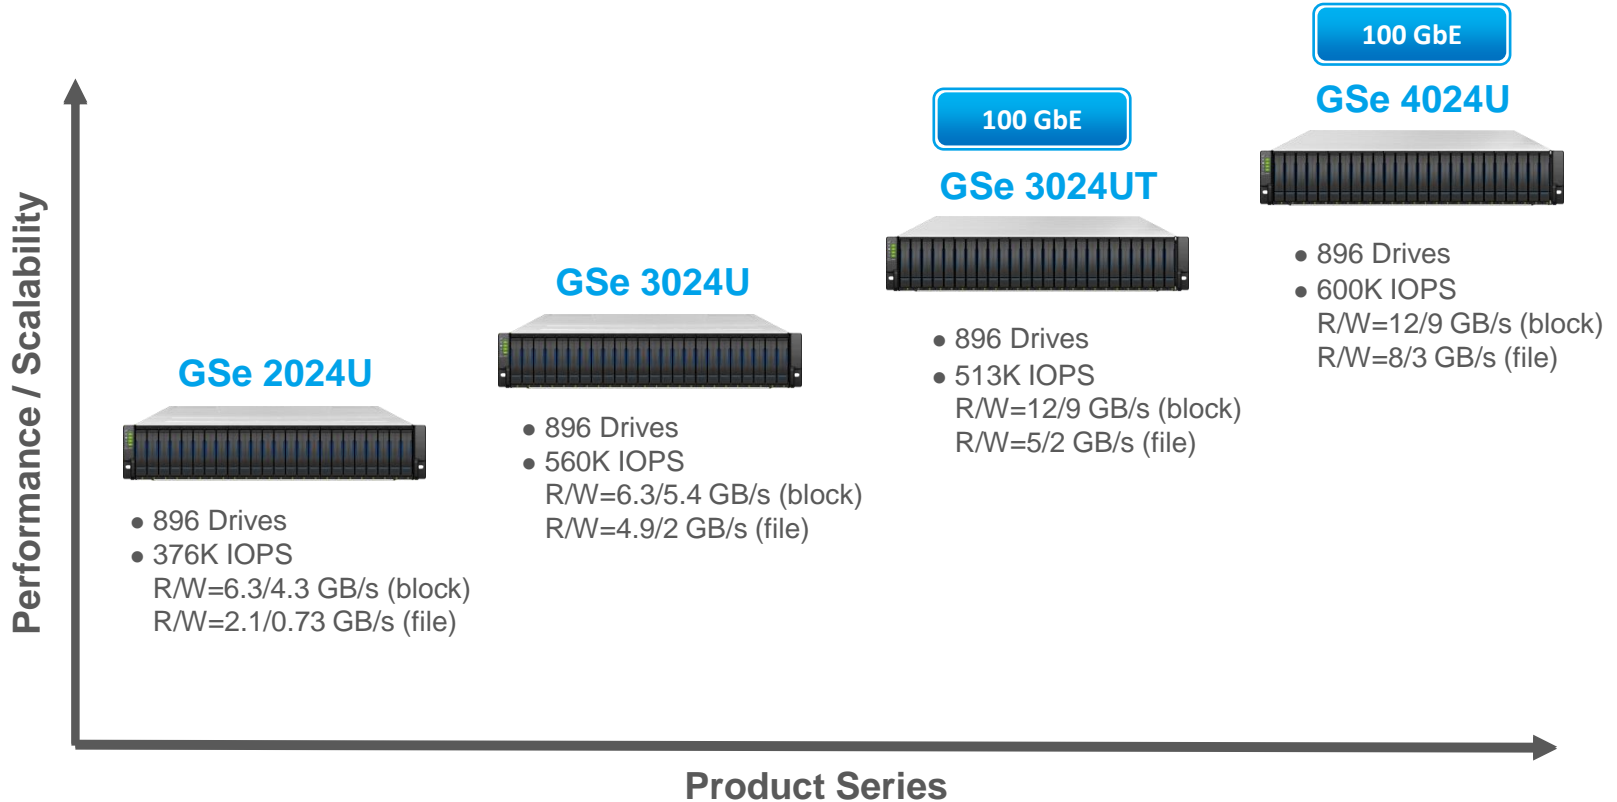 Performance / Scalability
GSe 2024U
● 896 Drives
● 376K IOPS
R/W=6.3/4.3 GB/s (block)
R/W=2.1/0.73 GB/s (file)
GSe 3024U
● 896 Drives
● 560K IOPS
R/W=6.3/5.4 GB/s (block)
R/W=4.9/2 GB/s (file)
100 GbE
GSe 3024UT
● 896 Drives
● 513K IOPS
R/W=12/9 GB/s (block)
R/W=5/2 GB/s (file)
100 GbE
GSe 4024U
● 896 Drives
● 600K IOPS
R/W=12/9 GB/s (block)
R/W=8/3 GB/s (file)
Product Series